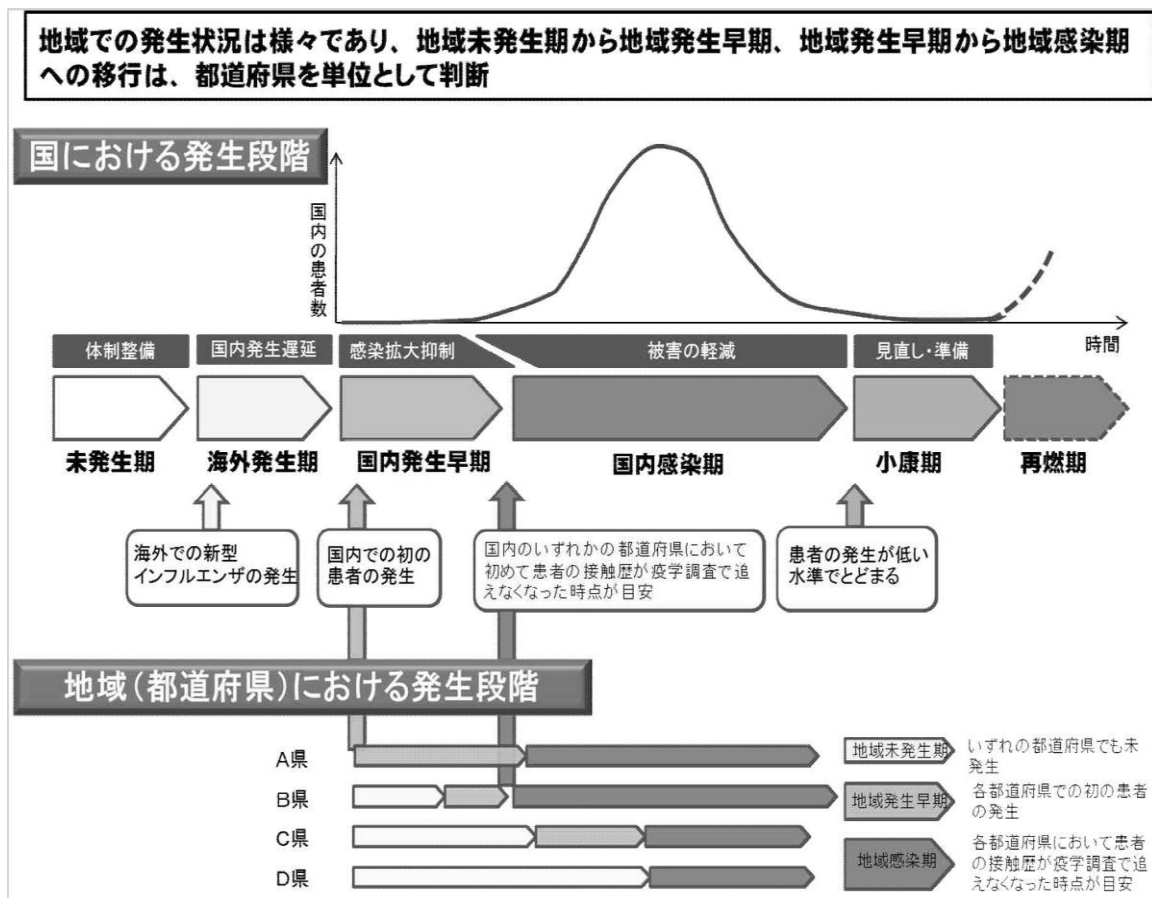 地域での発生状況は様々であり、地域未発生期から地域発生早期、地域発生早期から地域感染期
への移行は、都道府県を単位として判断
国における発生段階
国内の患者数
時間
体制整備
国内発生遅延
感染拡大抑制
被害の軽減
見直し・準備
未発生期
海外発生期
国内発生早期
国内感染期
小康期
再燃期
海外での新型
インフルエンザの発生
国内での初の
患者の発生
国内のいずれかの都道府県において
初めて患者の接触歴が疫学調査で追
えなくなった時点が目安
患者の発生が低い
水準でとどまる
地域(都道府県)における発生段階
A県
B県
C県
D県
地域未発生期
いずれの都道府県でも未
発生
地域発生早期
各都道府県での初の患者
の発生
地域感染期
各都道府県において患者
の接触歴が疫学調査で追
えなくなった時点が目安